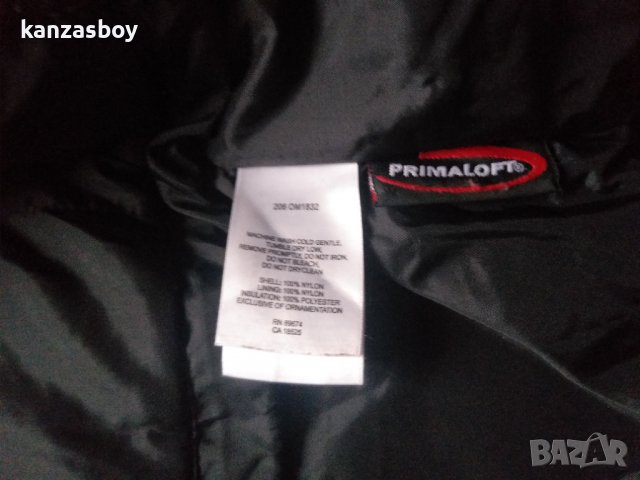 kanzasboy
PRIMALOFT®
206 OM1832
MACHINE WASH COLD GENTLE,
TUMBLE DRY LOW,
REMOVE PROMPTLY, DO NOT IRON,
DO NOT BLEACH,
DO NOT DRYCLEAN
SHELL: 100% NYLON
LINING: 100% NYLON
INSULATION: 100% POLYESTER
EXCLUSIVE OF ORNAMENTATION
RN 89674
CA 18525
BAZAR